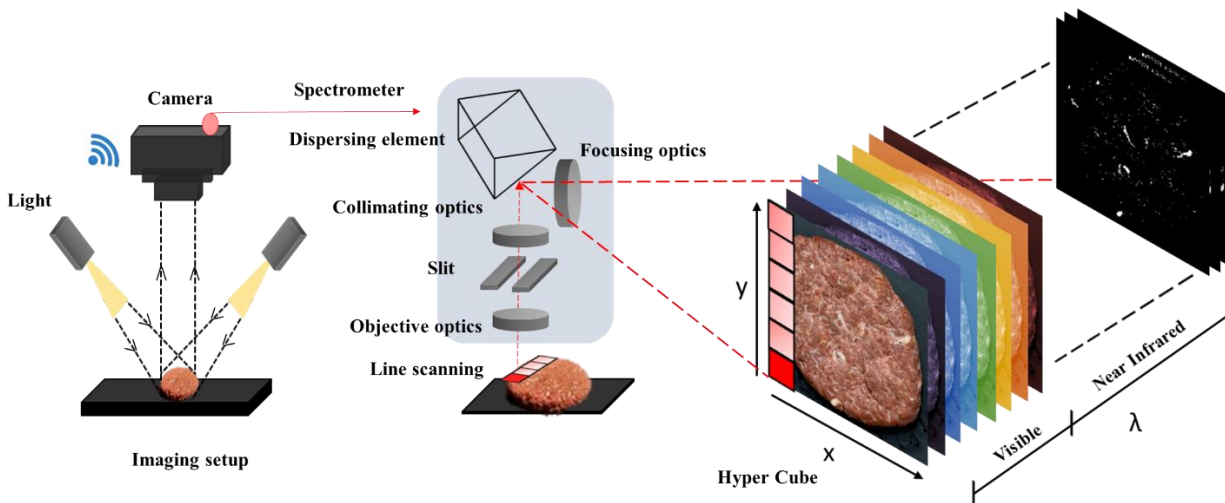 Camera
Spectrometer
Dispersing element
Focusing optics
Light
Collimating optics
Slit
Objective optics
Line scanning
Imaging setup
y
x
Hyper Cube
Visible
Near Infrared
λ